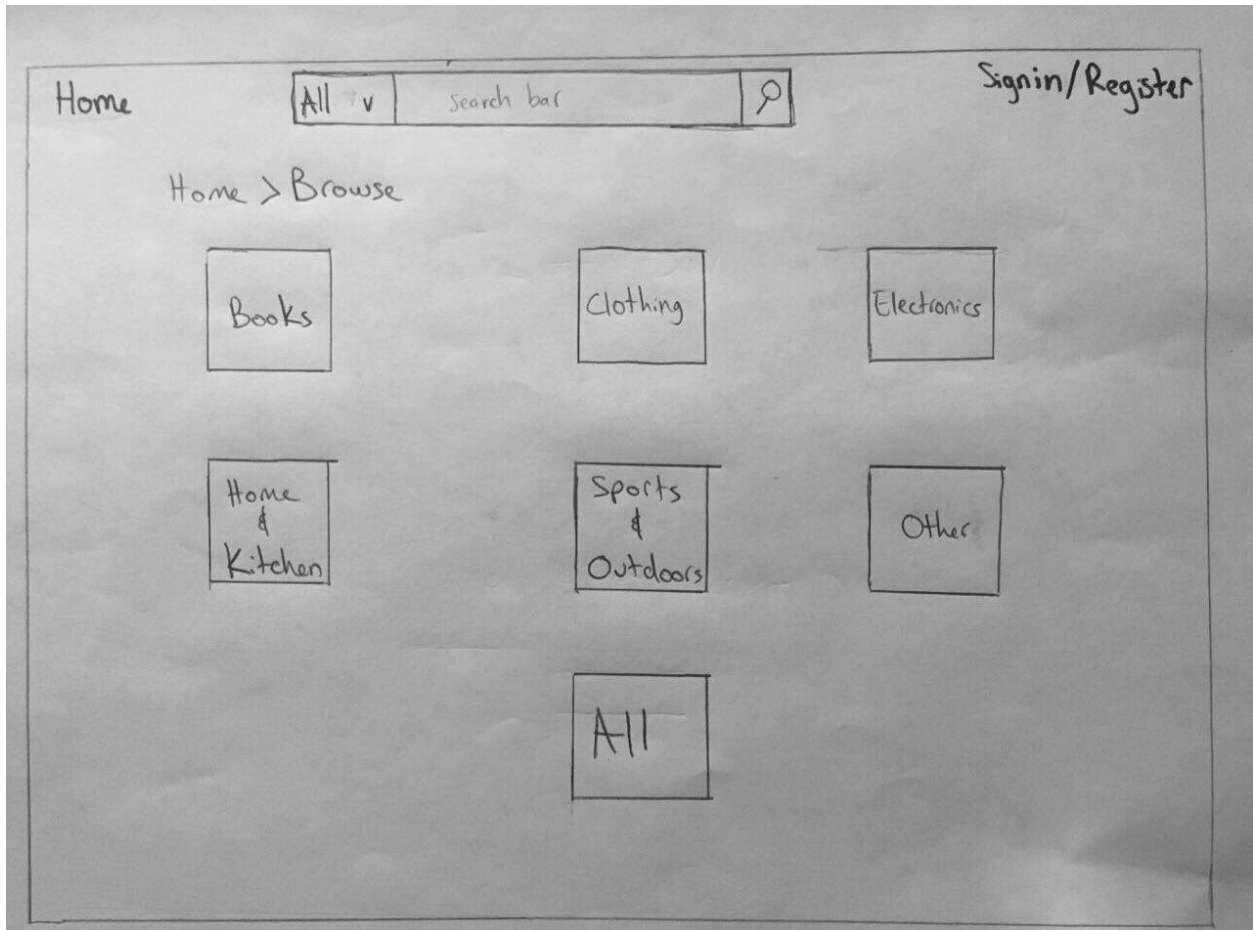 Home
All v
search bar
Signin/Register
Home > Browse
Books
Clothing
Electronics
Home
&
Kitchen
Sports
&
Outdoors
Other
All